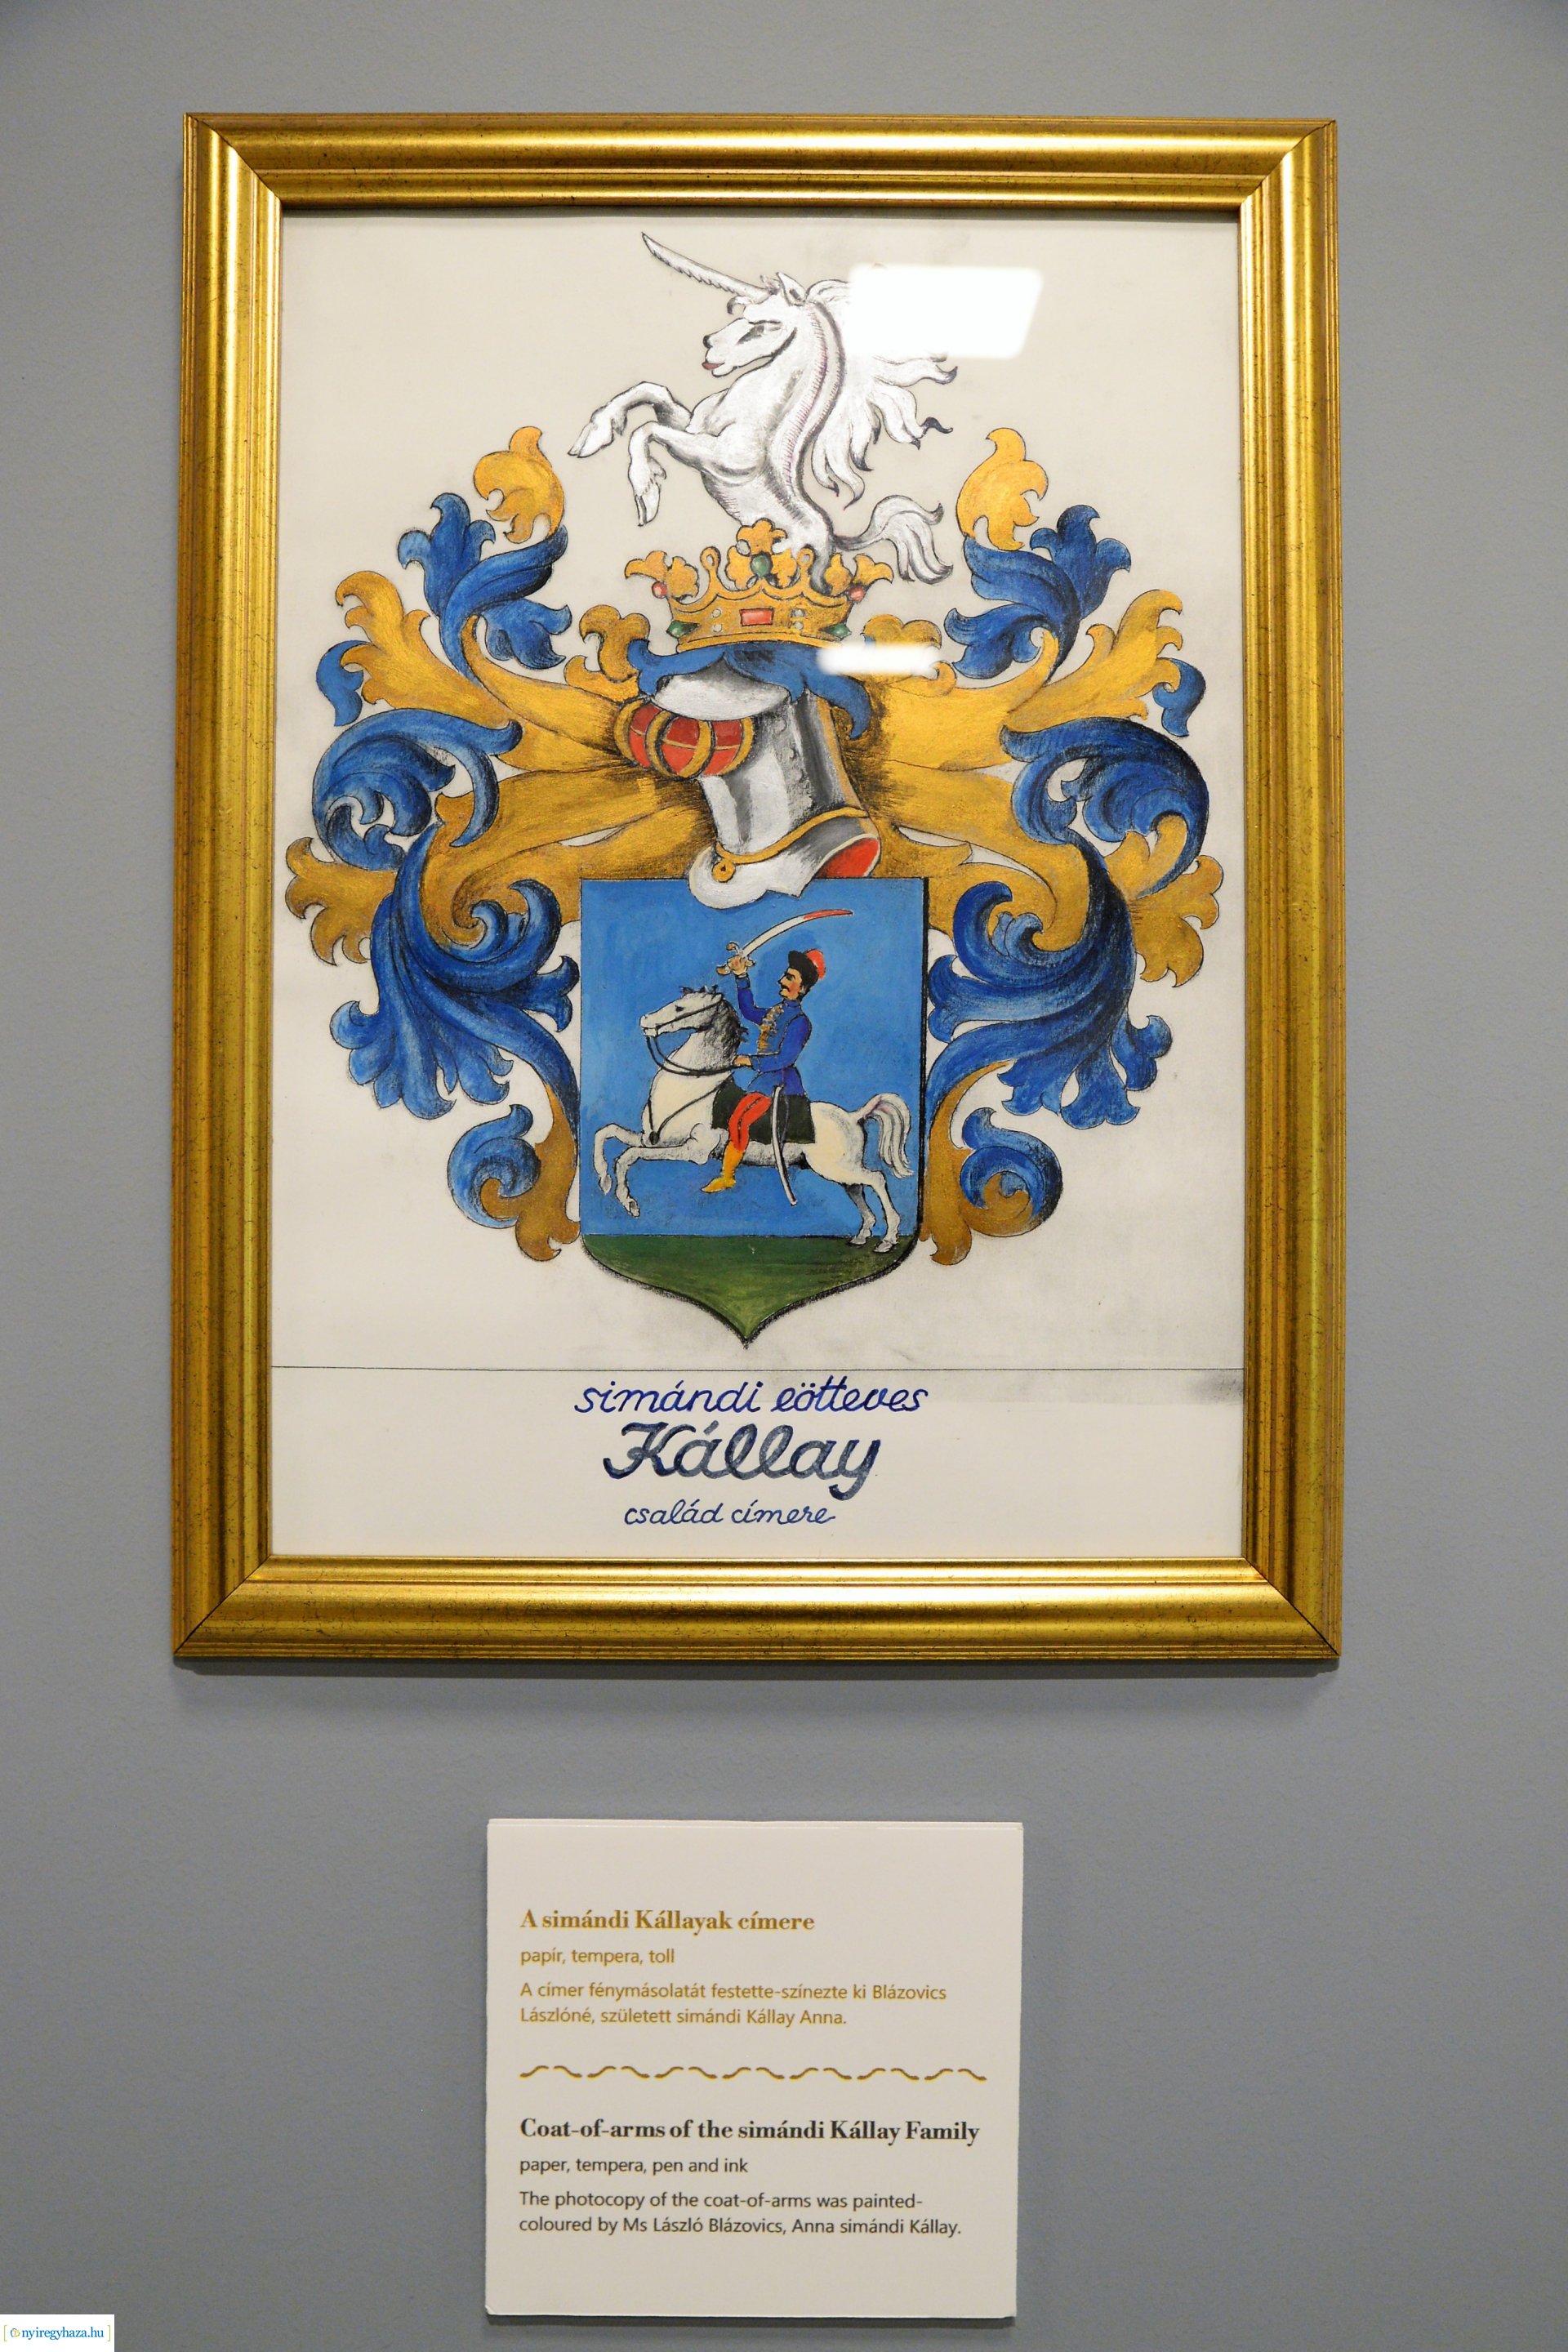 simándi eötteves
Kállay
család címere
A simándi Kállayak címere
papír, tempera, toll
A címer fénymásolatát festette-színezte ki Blázovics
Lászlóné, született simándi Kállay Anna.
Coat-of-arms of the simándi Kállay Family
paper, tempera, pen and ink
The photocopy of the coat-of-arms was painted-
coloured by Ms László Blázovics, Anna simándi Kállay.
nyiregyhaza.hu